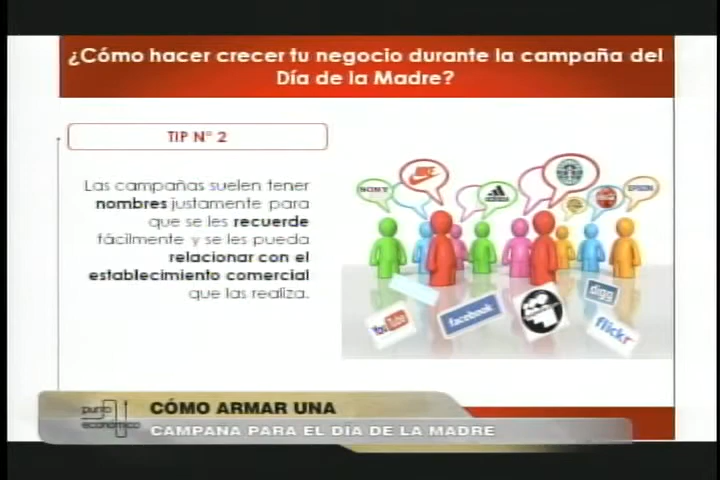 ¿Cómo hacer crecer tu negocio durante la campaña del
Día de la Madre?
TIP N° 2
Las campañas suelen tener
nombres justamente para
que se les recuerde
fácilmente y se les pueda
relacionar con el
establecimiento comercial
que las realiza.
SONY
adidas
EPSON
YouTube
facebook
digg
flickr
punto
económico
CÓMO ARMAR UNA
CAMPAÑA PARA EL DÍA DE LA MADRE